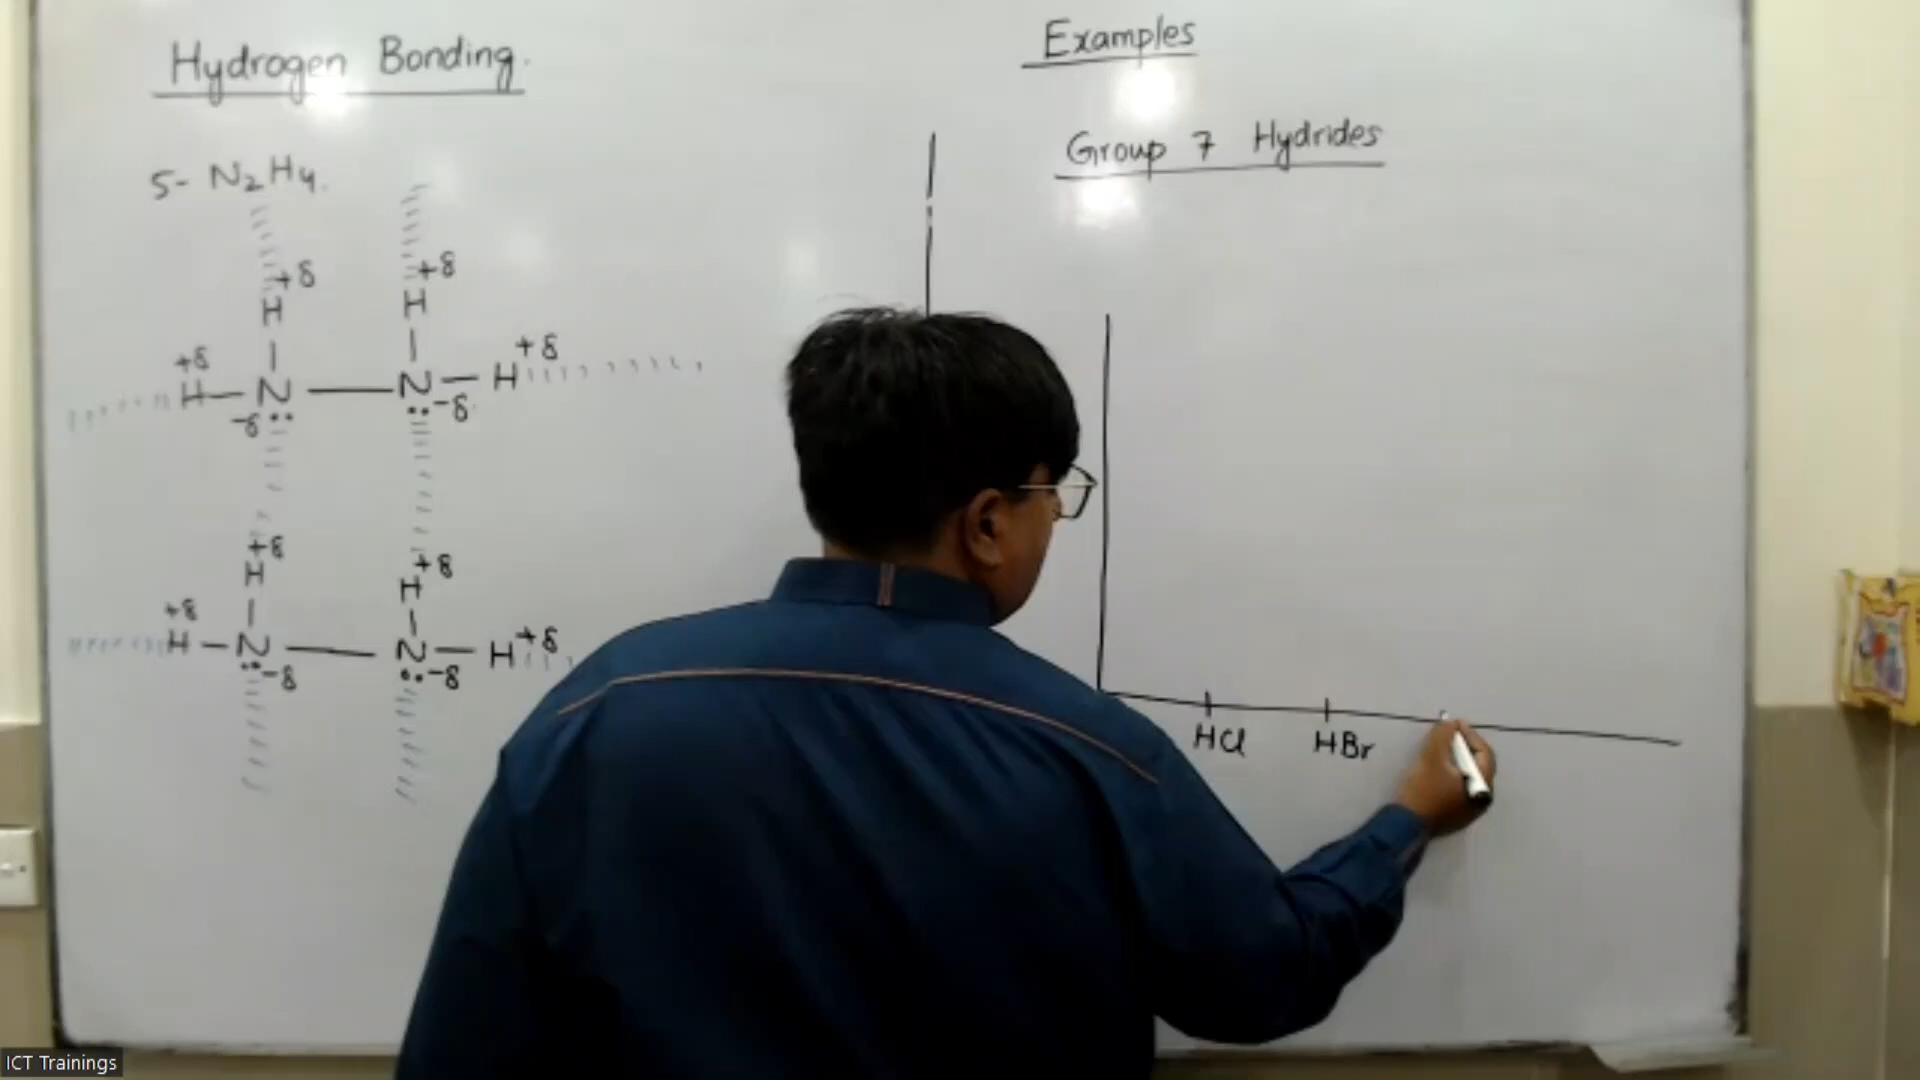 Hydrogen Bonding.
5- N₂H₄.
+δ +δ
H H
+δ +δ
H — N — N — H
-δ -δ
+δ +δ
H H
+δ +δ
H — N — N — H
-δ -δ
Examples
Group 7 Hydrides
HCl HBr
ICT Trainings